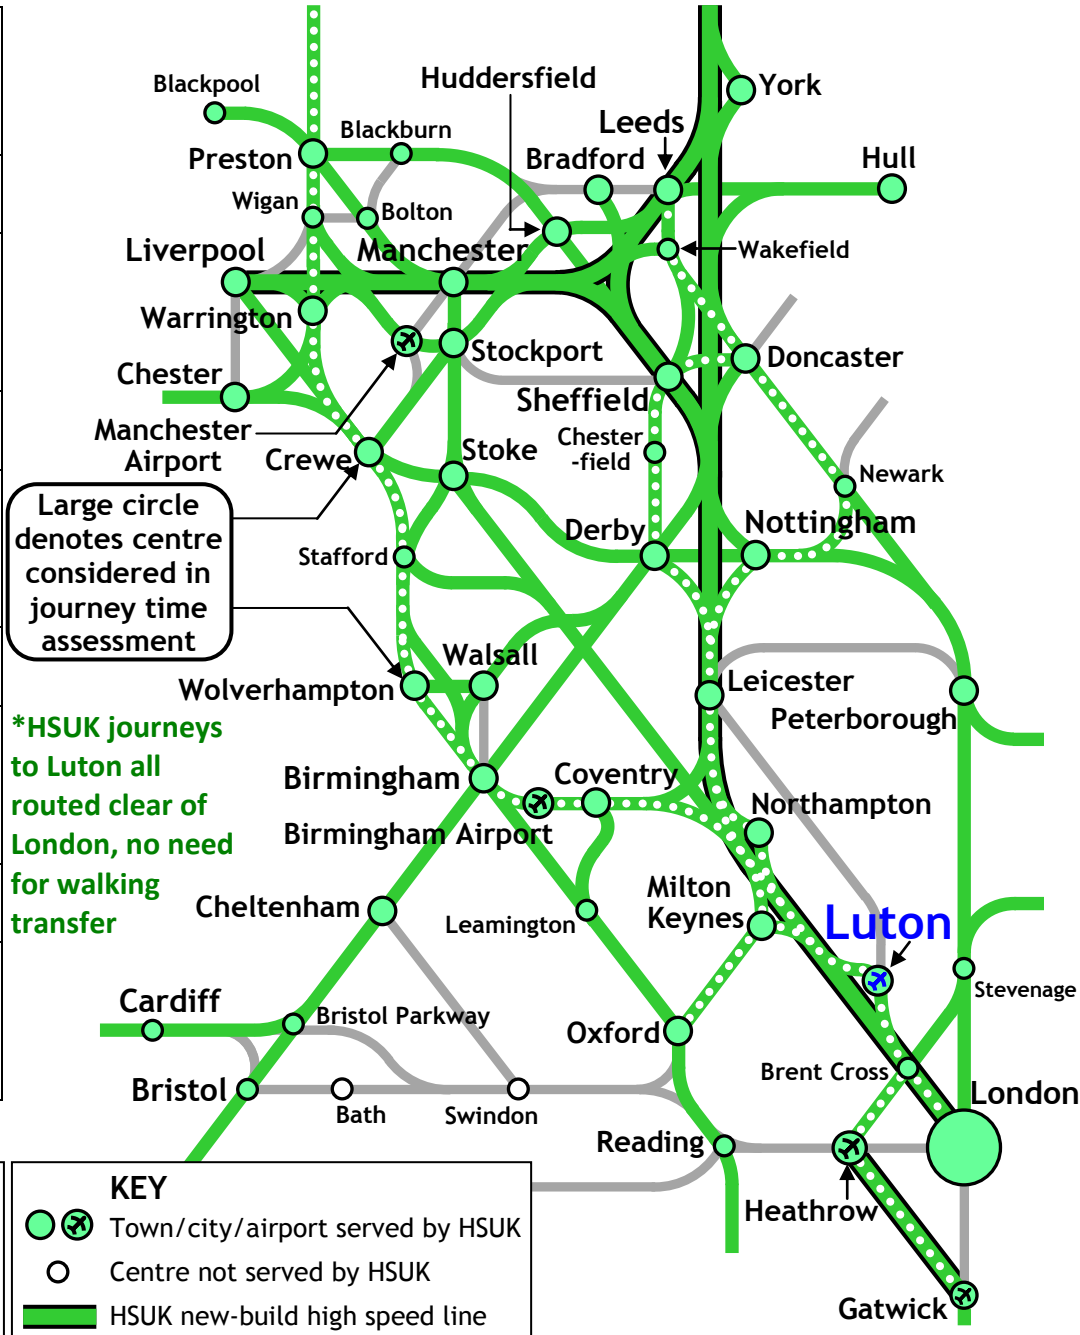 Huddersfield
York
Blackpool
Leeds
Blackburn
Bradford
Hull
Preston
Wigan
Bolton
Liverpool
Manchester
Wakefield
Warrington
Stockport
Doncaster
Chester
Sheffield
Manchester
Airport
Chester
-field
Crewe
Stoke
Newark
Large circle
denotes centre
considered in
journey time
assessment
Nottingham
Derby
Stafford
Walsall
Wolverhampton
Leicester
Peterborough
*HSUK journeys
to Luton all
routed clear of
London, no need
for walking
transfer
Birmingham
Coventry
Northampton
Birmingham Airport
Milton
Keynes
Cheltenham
Leamington
Luton
Stevenage
Cardiff
Bristol Parkway
Oxford
Brent Cross
London
Bristol
Bath
Swindon
Reading
Heathrow
Gatwick
KEY
Town/city/airport served by HSUK
Centre not served by HSUK
HSUK new-build high speed line